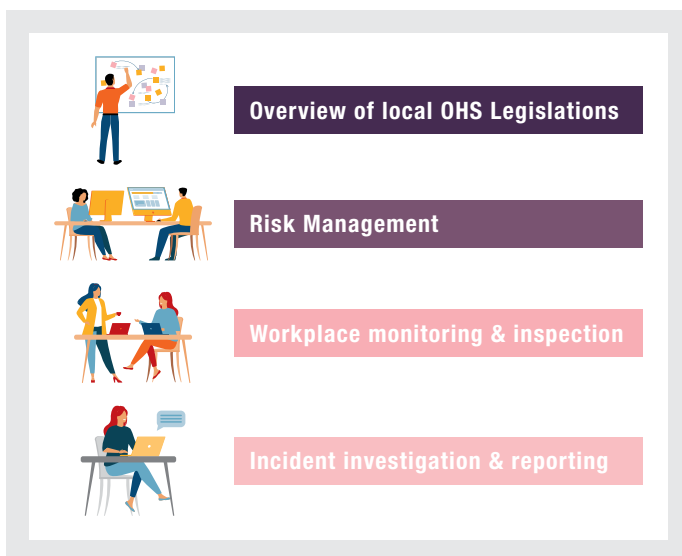 Overview of local OHS Legislations
Risk Management
Workplace monitoring & inspection
Incident investigation & reporting